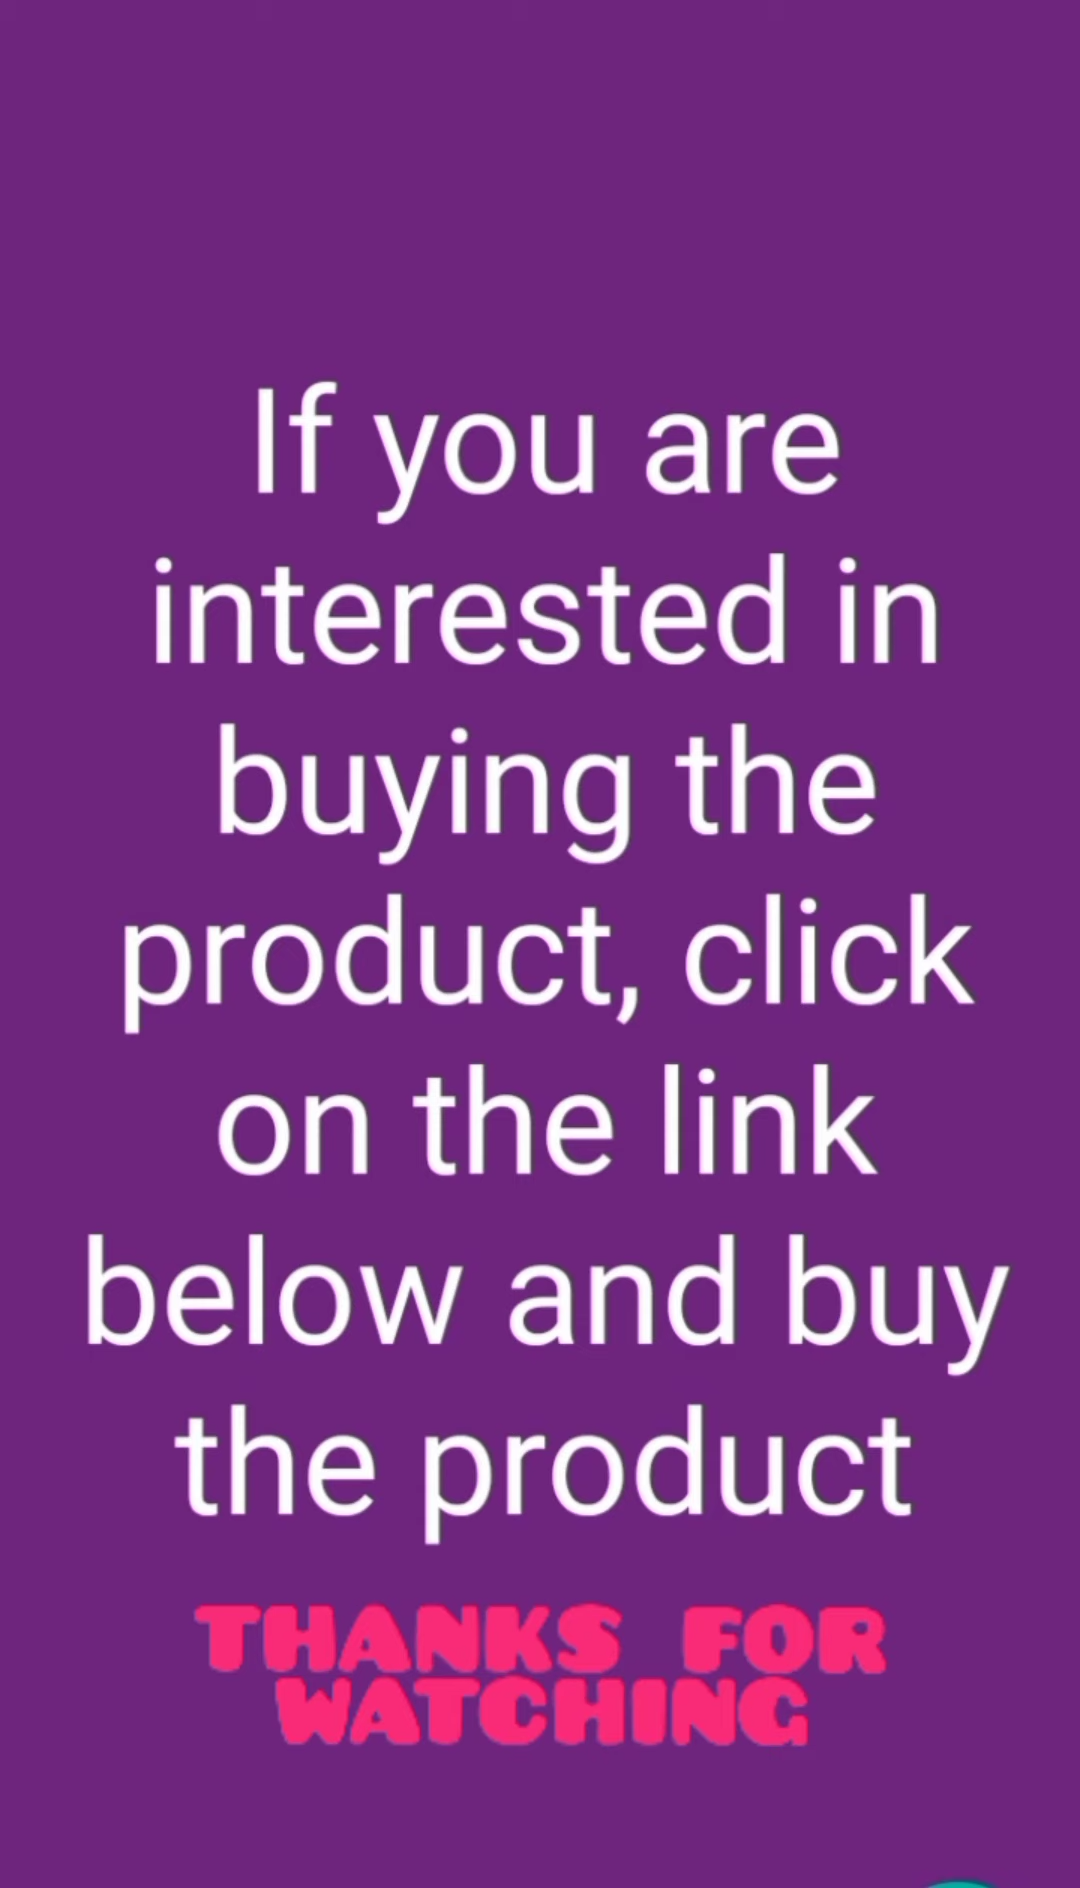 If you are
interested in
buying the
product, click
on the link
below and buy
the product
THANKS FOR
WATCHING